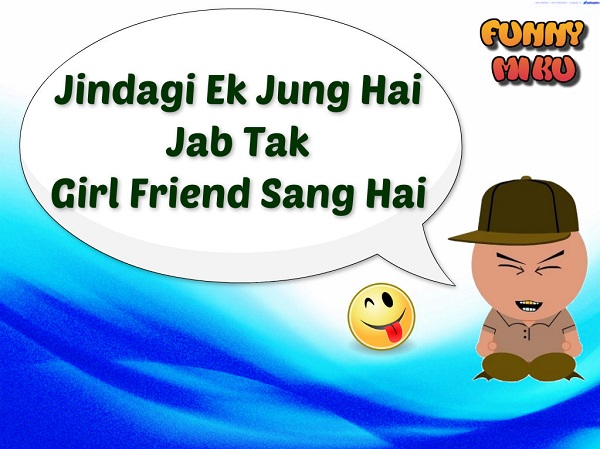 FUNNY
MIKU
Jindagi Ek Jung Hai
Jab Tak
Girl Friend Sang Hai